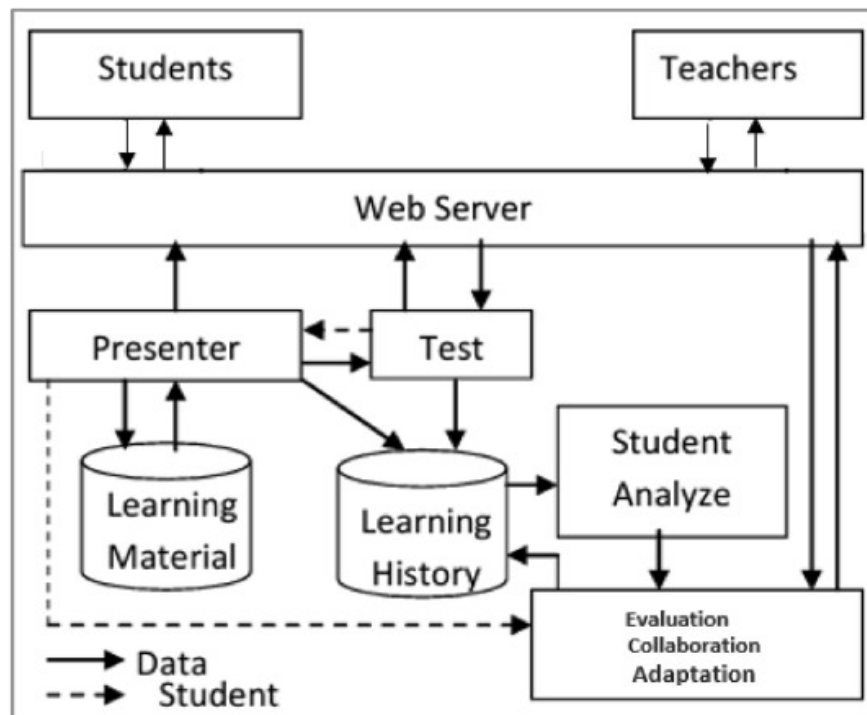 Students
Teachers
Web Server
Presenter
Test
Learning
Material
Learning
History
Student
Analyze
Evaluation
Collaboration
Adaptation
Data
Student